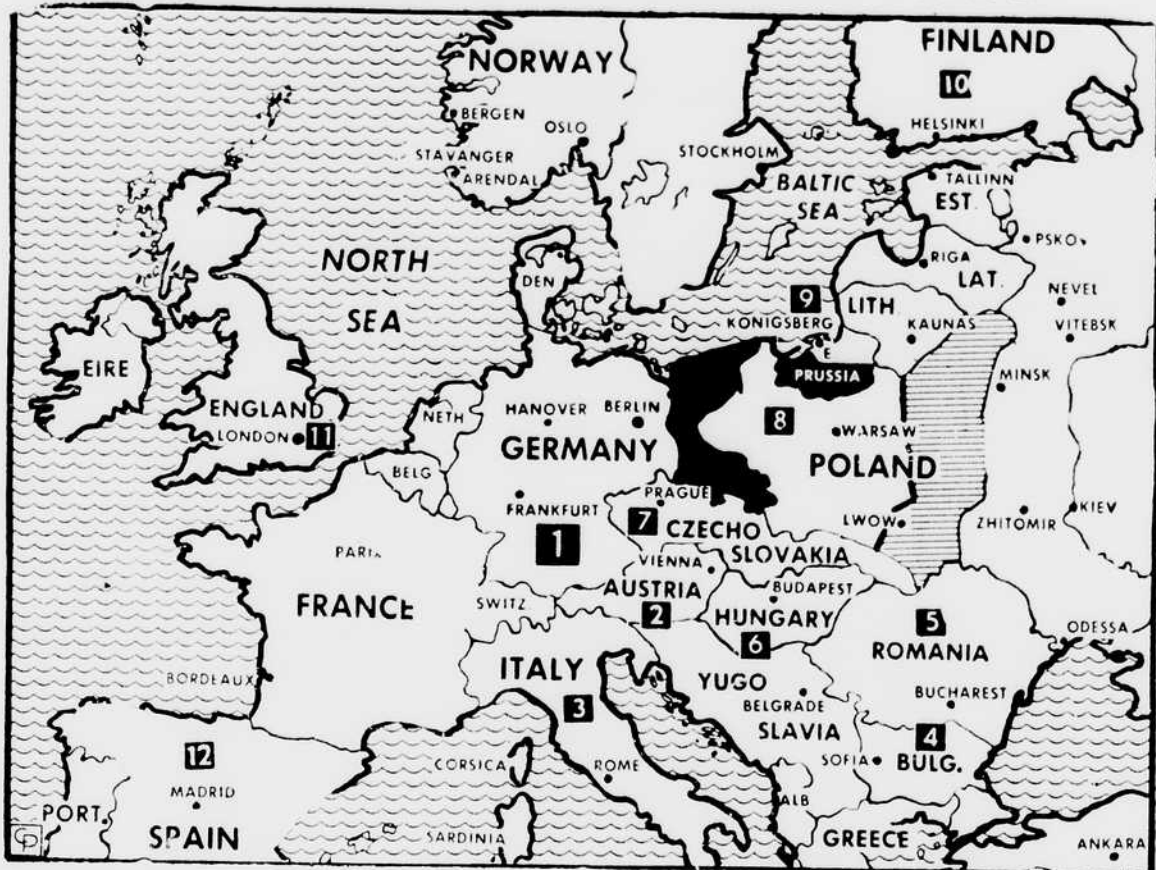 FINLAND
NORWAY
10
BERGEN
HELSINKI
OSLO
STAVANGER
STOCKHOLM
ARENDAL
BALTIC
SEA
TALLINN
EST.
PSKOV
NORTH
SEA
RIGA
LAT.
DEN
NEVEL
9
LITH
KONIGSBERG
KAUNAS
VITEBSK
E
PRUSSIA
MINSK
EIRE
ENGLAND
LONDON
11
NETH
HANOVER
BERLIN
GERMANY
8
WARSAW
POLAND
BELG
FRANKFURT
PRAGUE
7
CZECHO
SLOVAKIA
LWOW
ZHITOMIR
KIEV
1
PARIS
VIENNA
AUSTRIA
2
BUDAPEST
HUNGARY
6
FRANCE
SWITZ
5
ROMANIA
ODESSA
ITALY
3
YUGO
SLAVIA
BELGRADE
BUCHAREST
BORDEAUX
4
SOFIA
BULG.
12
MADRID
CORSICA
ROME
PORT.
SPAIN
SARDINIA
ALB
GREECE
ANKARA
CP